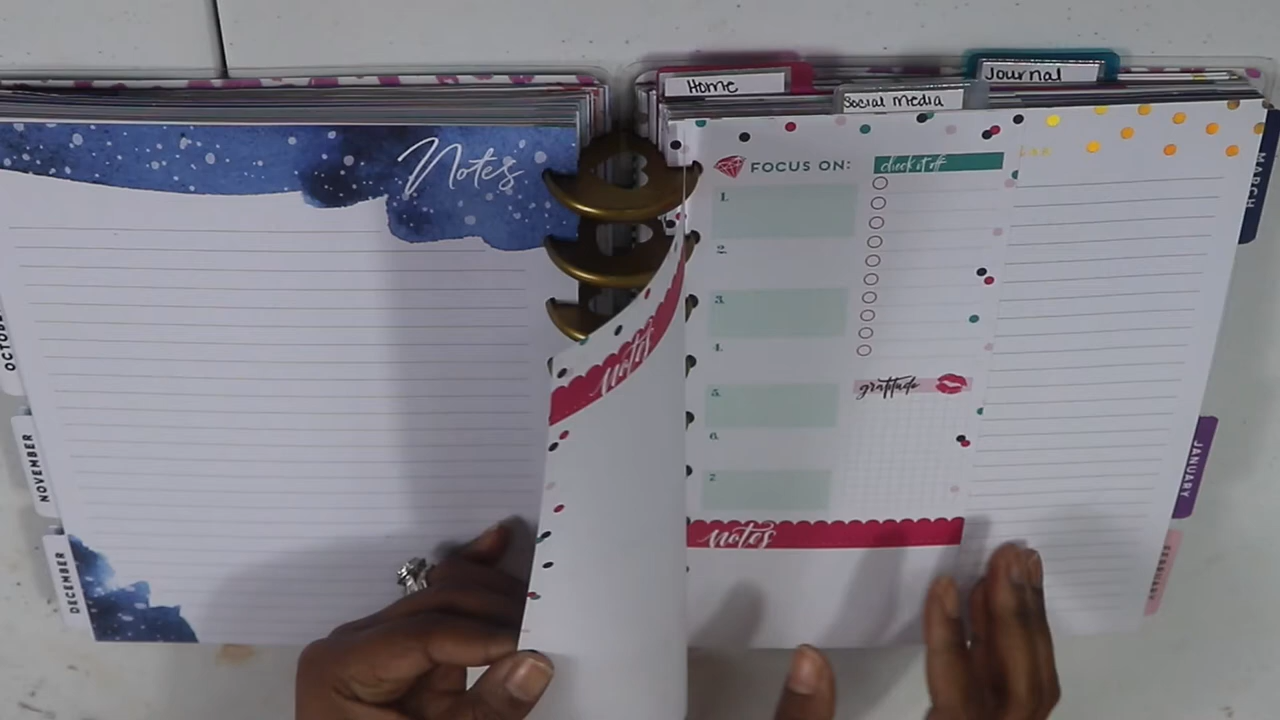 Home
Social Media
Journal
Notes
FOCUS ON:
check it off
1.
2.
3.
4.
5.
6.
7.
gratitude
notes
notes
OCTOBER
NOVEMBER
DECEMBER
MARCH
JANUARY
FEBRUARY